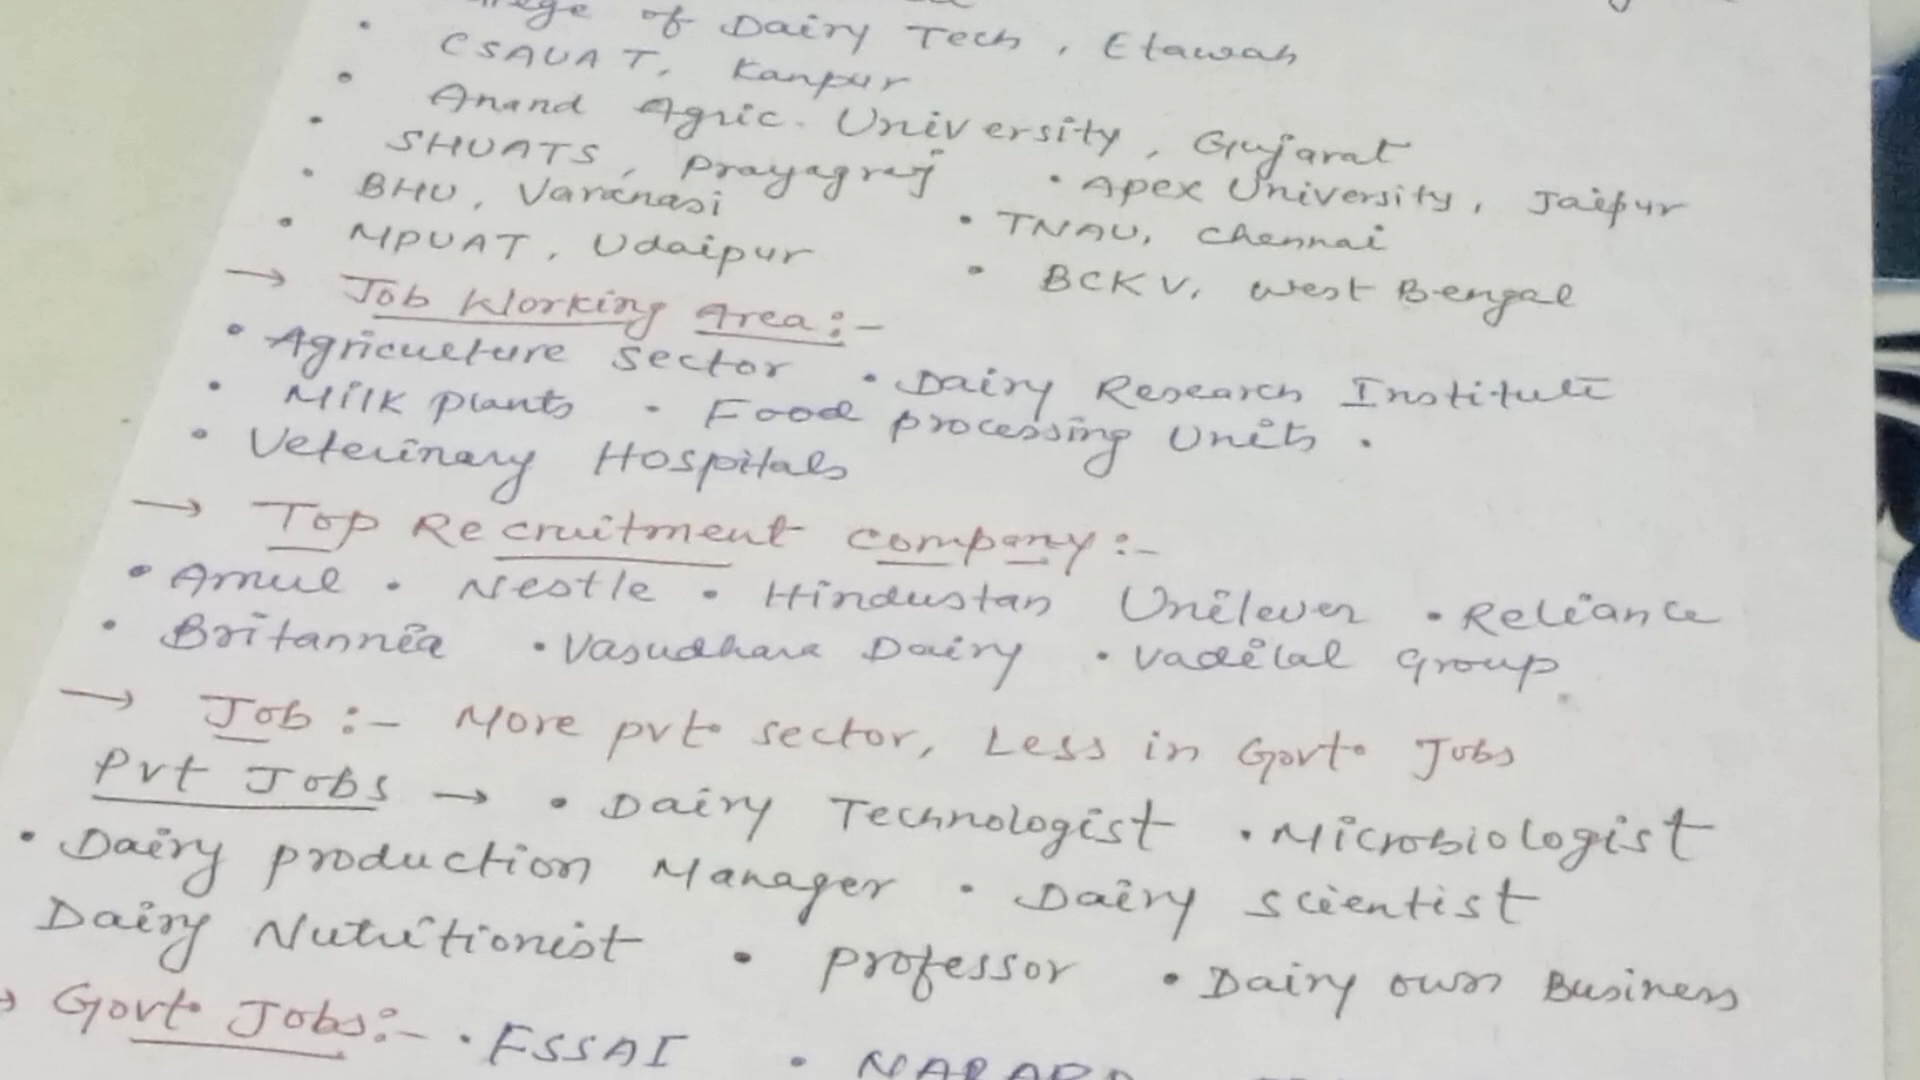 of Dairy Tech, Etawah
• CSAUAT, Kanpur
• Anand Agric. University, Gujarat
• SHUATS, Prayagraj • Apex University, Jaipur
• BHU, Varanasi • TNAU, Chennai
• MPUAT, Udaipur • BCKV, West Bengal
→ Job Working Area:-
• Agriculture Sector • Dairy Research Institute
• Milk plants • Food processing Units.
• Veterinary Hospitals
→ Top Recruitment Company:-
• Amul • Nestle • Hindustan Unilever • Reliance
• Britannia • Vasudhara Dairy • Vadilal Group
→ Job:- More pvt. sector, Less in Govt. Jobs
Pvt Jobs → • Dairy Technologist • Microbiologist
• Dairy production Manager • Dairy scientist
Dairy Nutritionist • professor • Dairy own Business
→ Govt. Jobs:- • FSSAI • NABARD